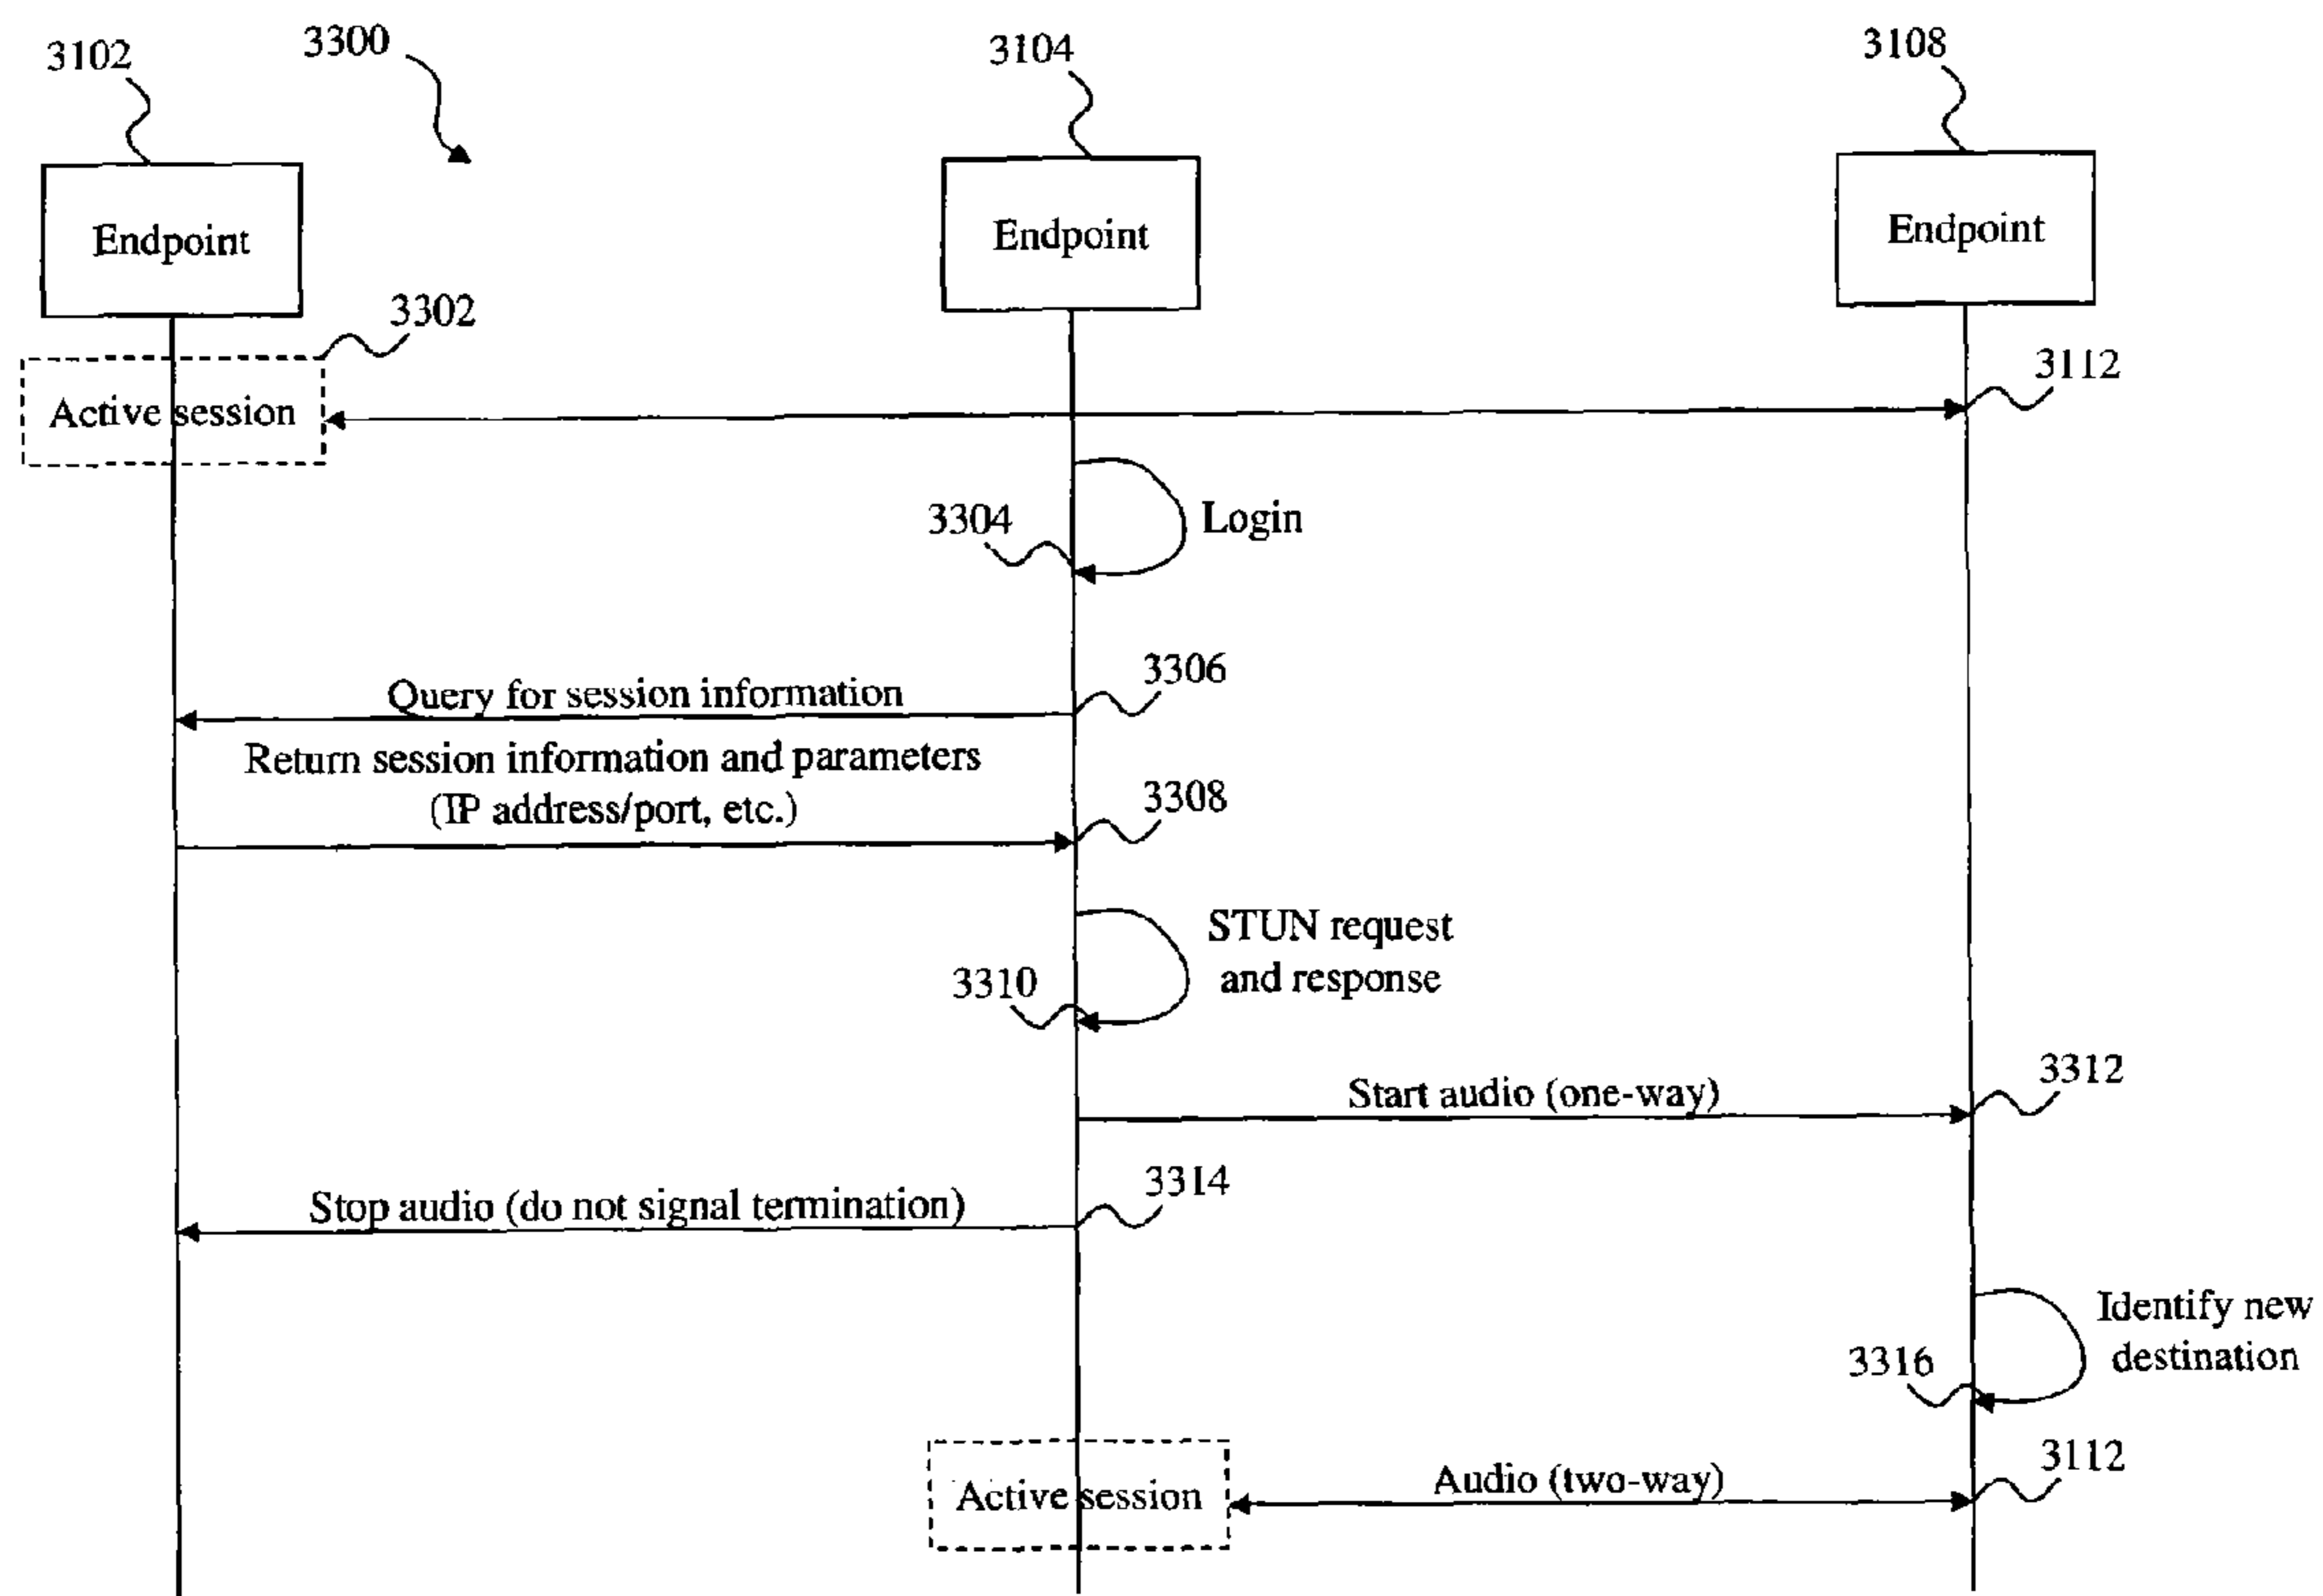 3102
3300
3104
3108
Endpoint
Endpoint
Endpoint
3302
3112
Active session
3304
Login
3306
Query for session information
Return session information and parameters
(IP address/port, etc.)
3308
STUN request
and response
3310
3312
Start audio (one-way)
3314
Stop audio (do not signal termination)
Identify new
destination
3316
3112
Active session
Audio (two-way)